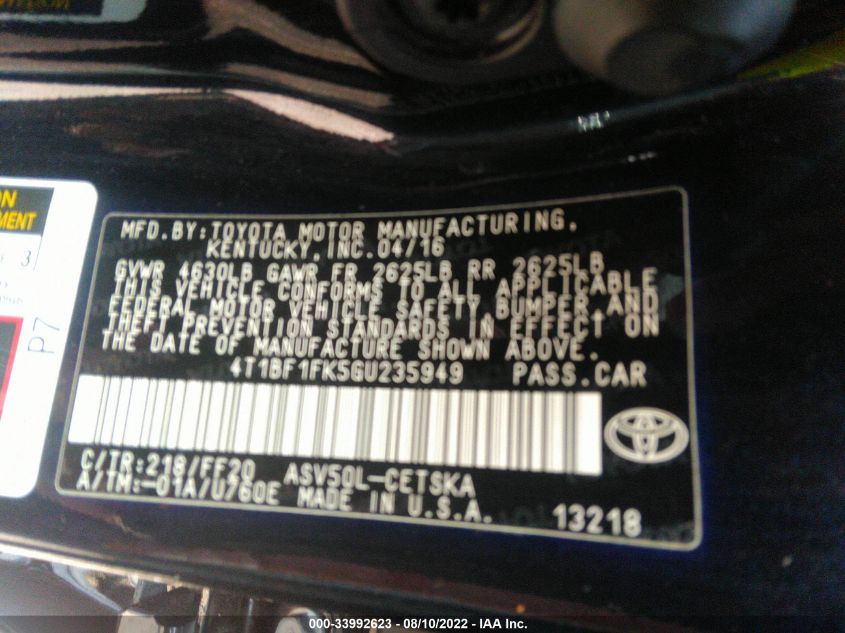 ON
MENT
3
P7
MFD.BY:TOYOTA MOTOR MANUFACTURING,
KENTUCKY,INC.04/16
GVWR 4630LB GAWR FR 2625LB RR 2625LB
THIS VEHICLE CONFORMS TO ALL APPLICABLE
FEDERAL MOTOR VEHICLE SAFETY,BUMPER,AND
THEFT PREVENTION STANDARDS IN EFFECT ON
THE DATE OF MANUFACTURE SHOWN ABOVE.
4T1BF1FK5GU235949 PASS.CAR
C/TR:218/FF20 ASV50L-CETSKA
A/TM:-01A/U760E MADE IN U.S.A. 13218
000-33992623 - 08/10/2022 - IAA Inc.